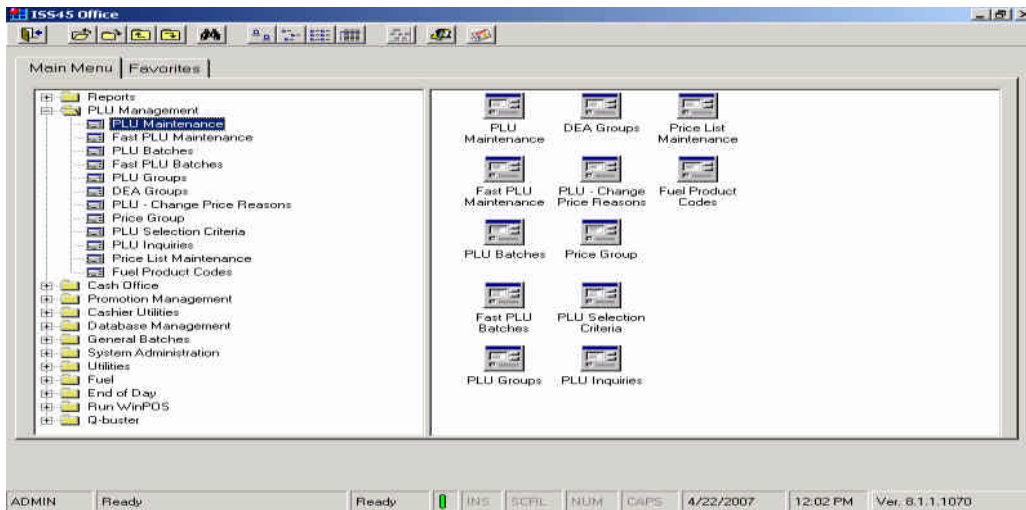 ISS45 Office
Main Menu
Favorites
Reports
PLU Management
PLU Maintenance
Fast PLU Maintenance
PLU Batches
Fast PLU Batches
PLU Groups
DEA Groups
PLU - Change Price Reasons
Price Group
PLU Selection Criteria
PLU Inquiries
Price List Maintenance
Fuel Product Codes
Cash Office
Promotion Management
Cashier Utilities
Database Management
General Batches
System Administration
Utilities
Fuel
End of Day
Run WinPOS
Q-buster
PLU
Maintenance
DEA Groups
Price List
Maintenance
Fast PLU
Maintenance
PLU - Change
Price Reasons
Fuel Product
Codes
PLU Batches
Price Group
Fast PLU
Batches
PLU Selection
Criteria
PLU Groups
PLU Inquiries
ADMIN
Ready
Ready
INS
SCRL
NUM
CAPS
4/22/2007
12:02 PM
Ver. 8.1.1.1070